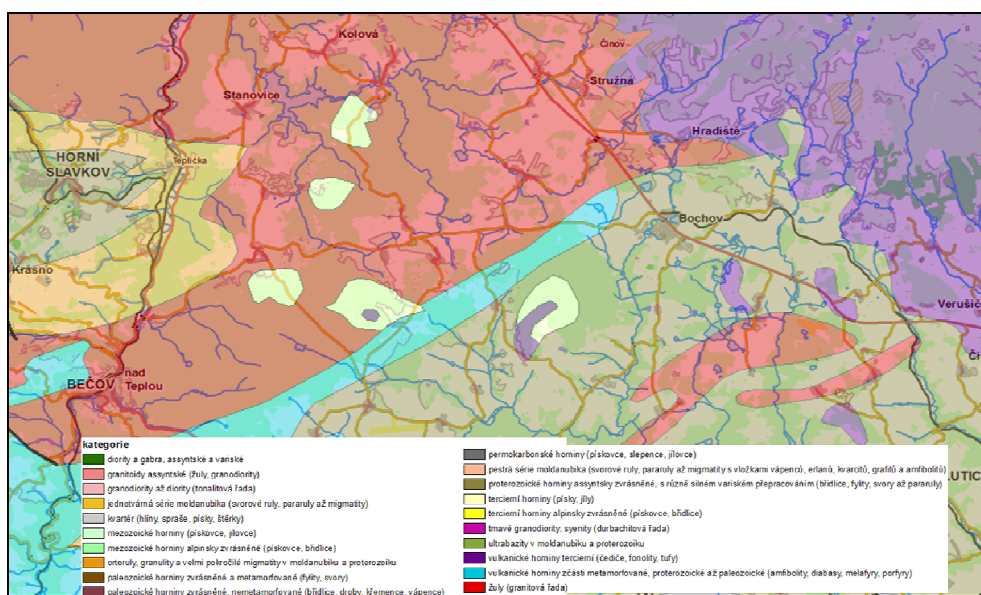 Kolová
Činov
Stružná
Stanovice
Hradiště
HORNÍ
SLAVKOV
Teplička
Bochov
Krásno
Verušič
Či
nad
BEČOV
Teplou
LUTIC
kategorie
diority a gabra, assyntské a variské
granitoidy assyntské (žuly, granodiority)
granodiority až diority (tonalitová řada)
jednotvárná série moldanubika (svorové ruly, pararuly až migmatity)
kvartér (hlíny, spraše, písky, štěrky)
mezozoické horniny (pískovce, jílovce)
mezozoické horniny alpinsky zvrásněné (pískovce, břidlice)
ortoruly, granulity a velmi pokročilé migmatity v moldanubiku a proterozoiku
paleozoické horniny zvrásněné a metamorfované (fylity, svory)
paleozoické horniny zvrásněné, nemetamorfované (břidlice, droby, křemence, vápence)
permokarbonské horniny (pískovce, slepence, jílovce)
pestrá série moldanubika (svorové ruly, pararuly až migmatity s vložkami vápenců, erlanů, kvarcitů, grafitů a amfibolitů)
proterozoické horniny assyntsky zvrásněné, s různě silném variském přepracováním (břidlice, fylity, svory až pararuly)
terciérní horniny (písky, jíly)
terciérní horniny alpinsky zvrásněné (pískovce, břidlice)
tmavé granodiority, syenity (durbachitová řada)
ultrabazity v moldanubiku a proterozoiku
vulkanické horniny terciérní (čediče, fonolity, tufy)
vulkanické horniny zčásti metamorfované, proterozoické až paleozoické (amfibolity, diabasy, melafyry, porfyry)
žuly (granitová řada)